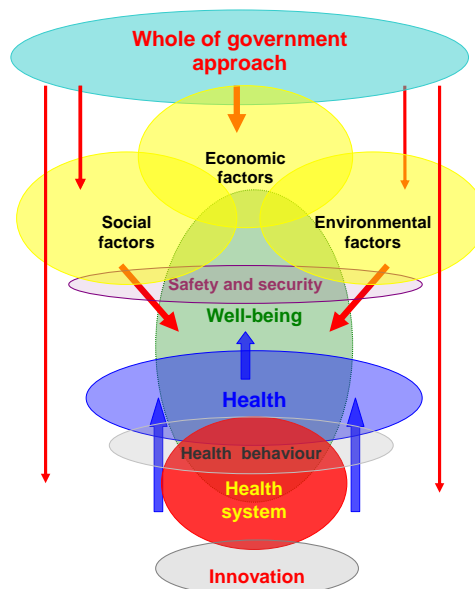 Whole of government
approach
Economic
factors
Social
factors
Environmental
factors
Safety and security
Well-being
Health
Health behaviour
Health
system
Innovation